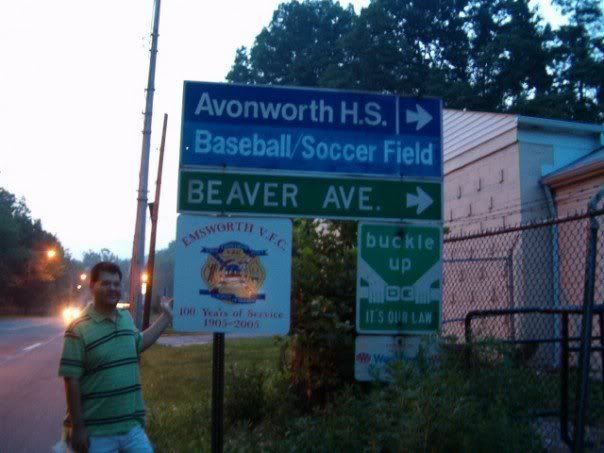 Avonworth H.S.
Baseball/Soccer Field
BEAVER AVE.
EMSWORTH V.F.C.
100 Years of Service
1905-2005
buckle
up
IT'S OUR LAW